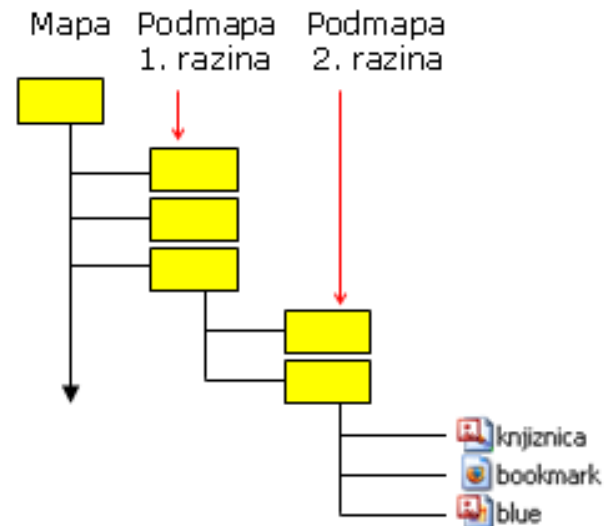 Mapa
Podmapa
1. razina
Podmapa
2. razina
knjiznica
bookmark
blue